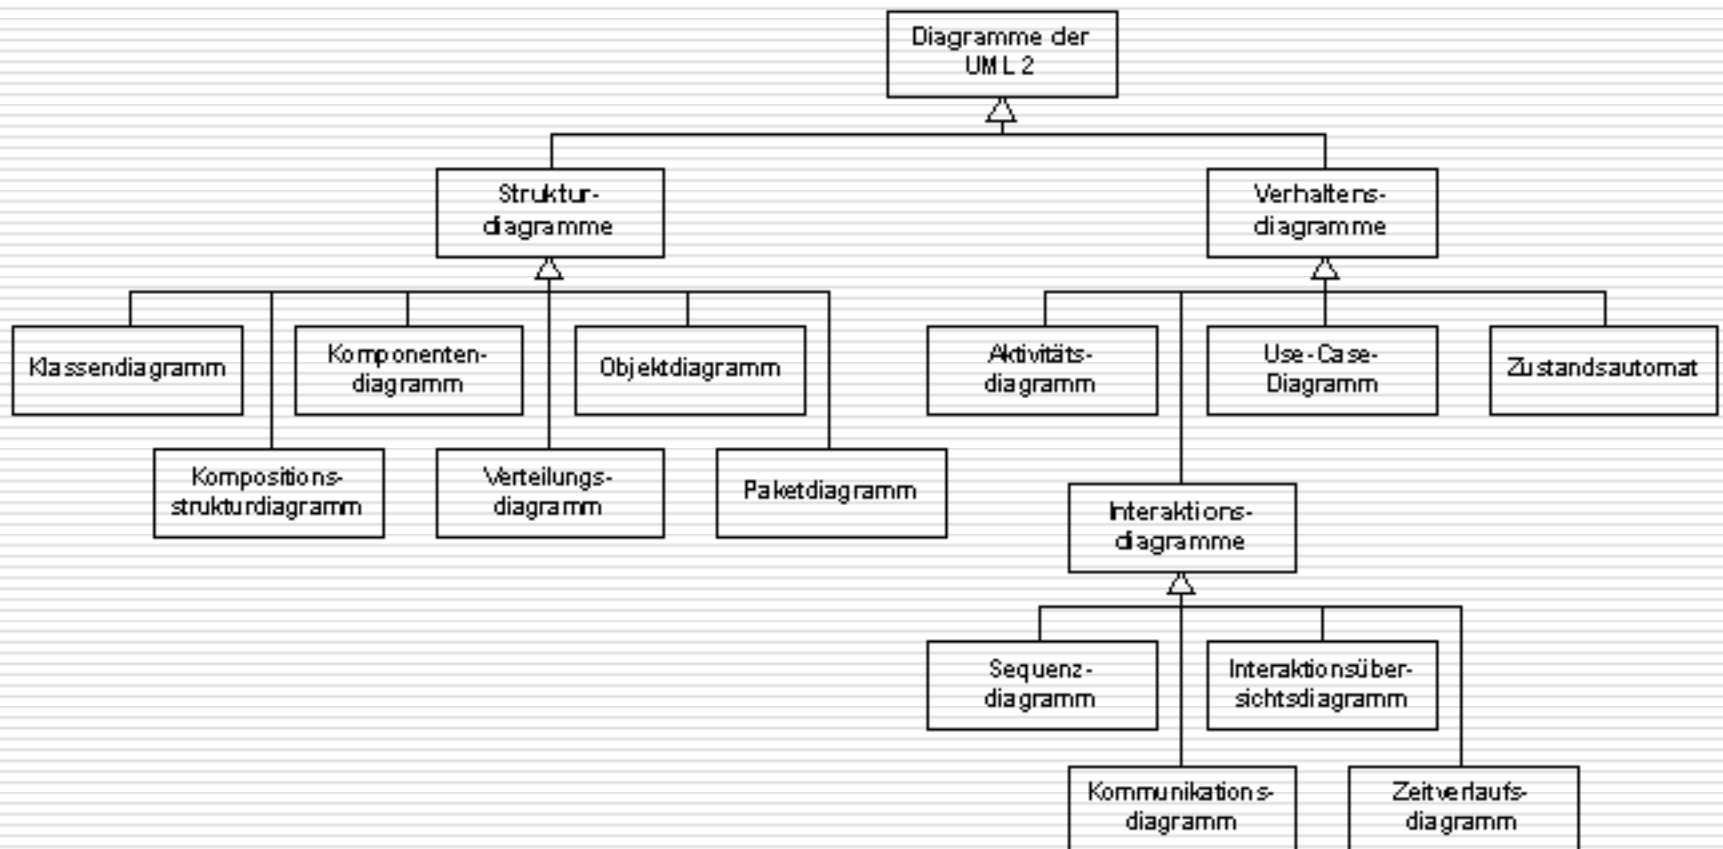 Diagramme der
UML 2
Struktur-
diagramme
Verhaltens-
diagramme
Klassendiagramm
Komponenten-
diagramm
Objektdiagramm
Aktivitäts-
diagramm
Use-Case-
Diagramm
Zustandsautomat
Kompositions-
strukturdiagramm
Verteilungs-
diagramm
Paketdiagramm
Interaktions-
diagramme
Sequenz-
diagramm
Interaktionsüber-
sichtsdiagramm
Kommunikations-
diagramm
Zeitverlaufs-
diagramm